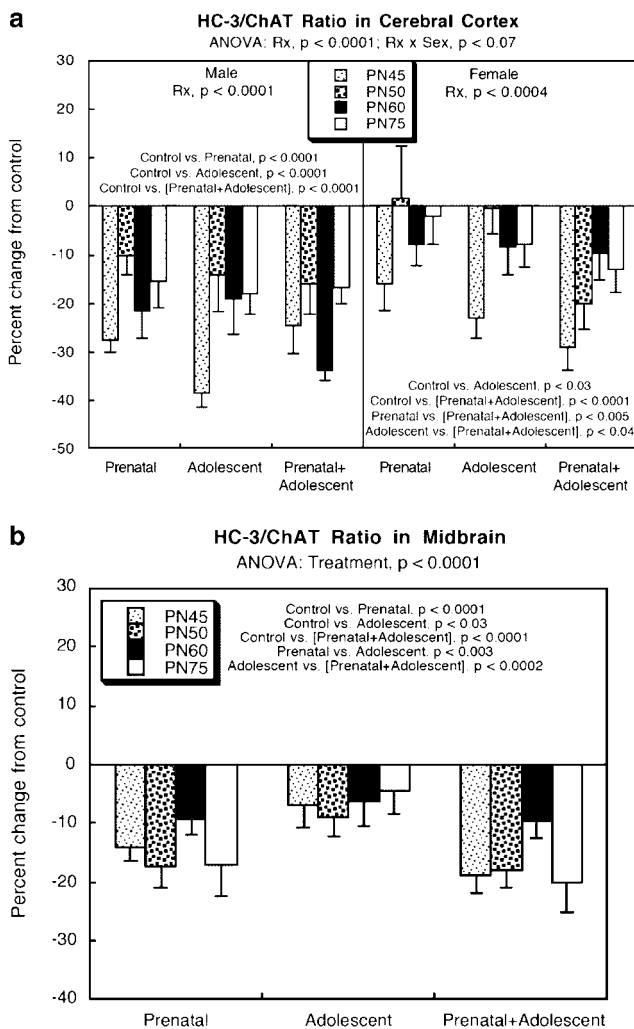 a
HC-3/ChAT Ratio in Cerebral Cortex
ANOVA: Rx, p < 0.0001; Rx x Sex, p < 0.07
Percent change from control
30
20
10
0
-10
-20
-30
-40
-50
Male
Rx, p < 0.0001
PN45
PN50
PN60
PN75
Female
Rx, p < 0.0004
Control vs. Prenatal, p < 0.0001
Control vs. Adolescent, p < 0.0001
Control vs. [Prenatal+Adolescent], p < 0.0001
Control vs. Adolescent, p < 0.03
Control vs. [Prenatal+Adolescent], p < 0.0001
Prenatal vs. [Prenatal+Adolescent], p < 0.005
Adolescent vs. [Prenatal+Adolescent], p < 0.04
Prenatal
Adolescent
Prenatal+
Adolescent
Prenatal
Adolescent
Prenatal+
Adolescent
b
HC-3/ChAT Ratio in Midbrain
ANOVA: Treatment, p < 0.0001
Percent change from control
30
20
10
0
-10
-20
-30
-40
PN45
PN50
PN60
PN75
Control vs. Prenatal, p < 0.0001
Control vs. Adolescent, p < 0.03
Control vs. [Prenatal+Adolescent], p < 0.0001
Prenatal vs. Adolescent, p < 0.003
Adolescent vs. [Prenatal+Adolescent], p < 0.0002
Prenatal
Adolescent
Prenatal+Adolescent